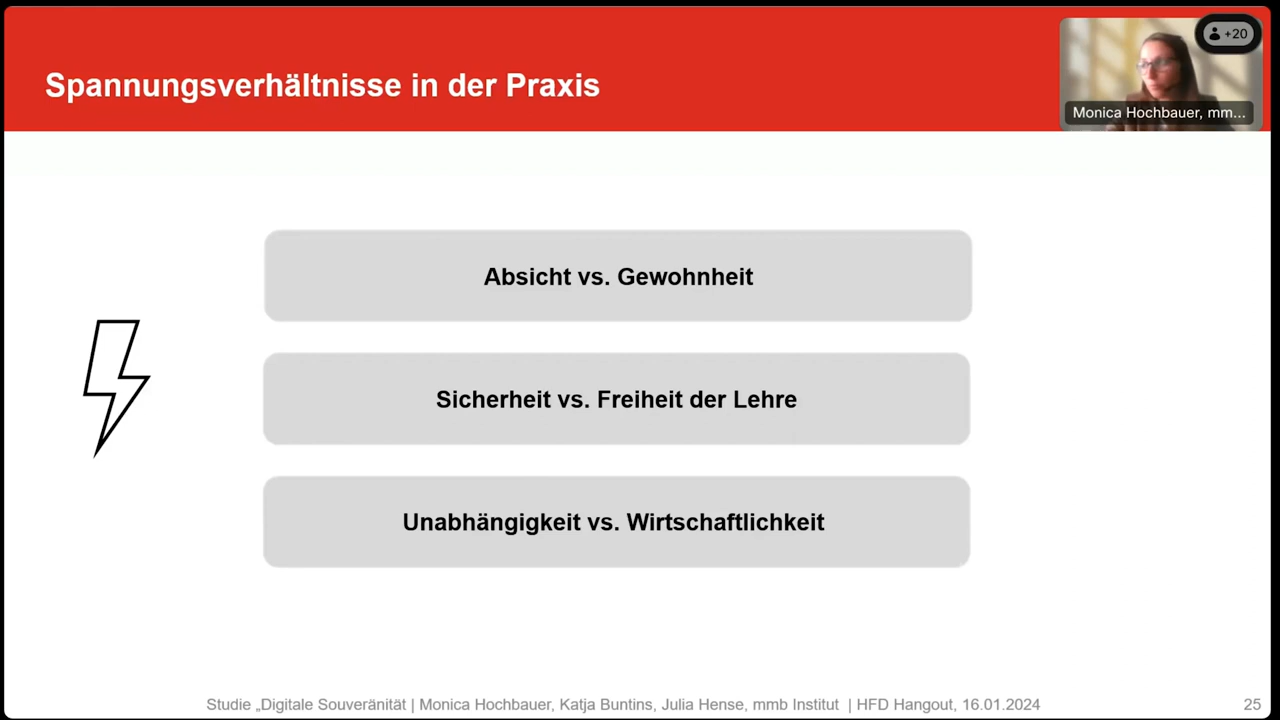 Spannungsverhältnisse in der Praxis
+20
Monica Hochbauer, mm...
Absicht vs. Gewohnheit
Sicherheit vs. Freiheit der Lehre
Unabhängigkeit vs. Wirtschaftlichkeit
Studie „Digitale Souveränität | Monica Hochbauer, Katja Buntins, Julia Hense, mmb Institut | HFD Hangout, 16.01.2024
25